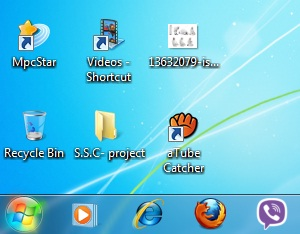 MpcStar
Videos -
Shortcut
13632079-is...
Recycle Bin
S.S.C- project
aTube
Catcher